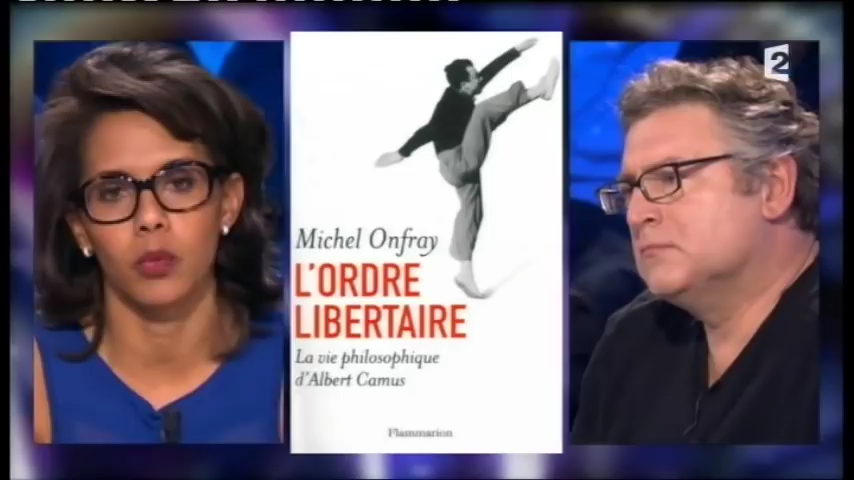 2
Michel Onfray
L'ORDRE
LIBERTAIRE
La vie philosophique
d'Albert Camus
Flammarion